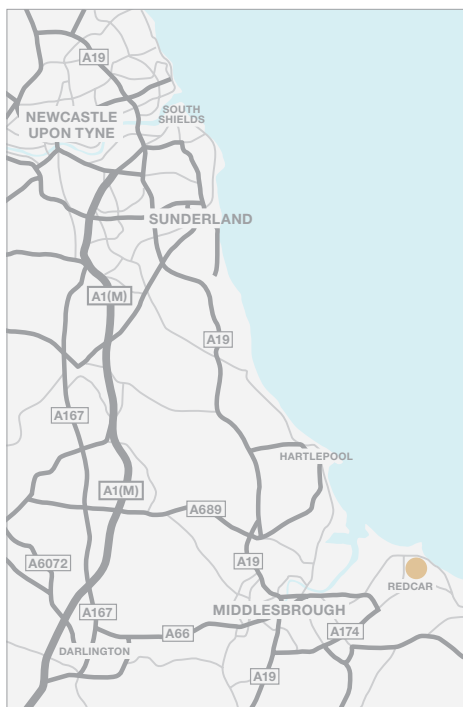 A19
SOUTH
SHIELDS
NEWCASTLE
UPON TYNE
SUNDERLAND
A1(M)
A19
A167
HARTLEPOOL
A1(M)
A689
A6072
A19
REDCAR
A167
MIDDLESBROUGH
A66
A174
DARLINGTON
A19